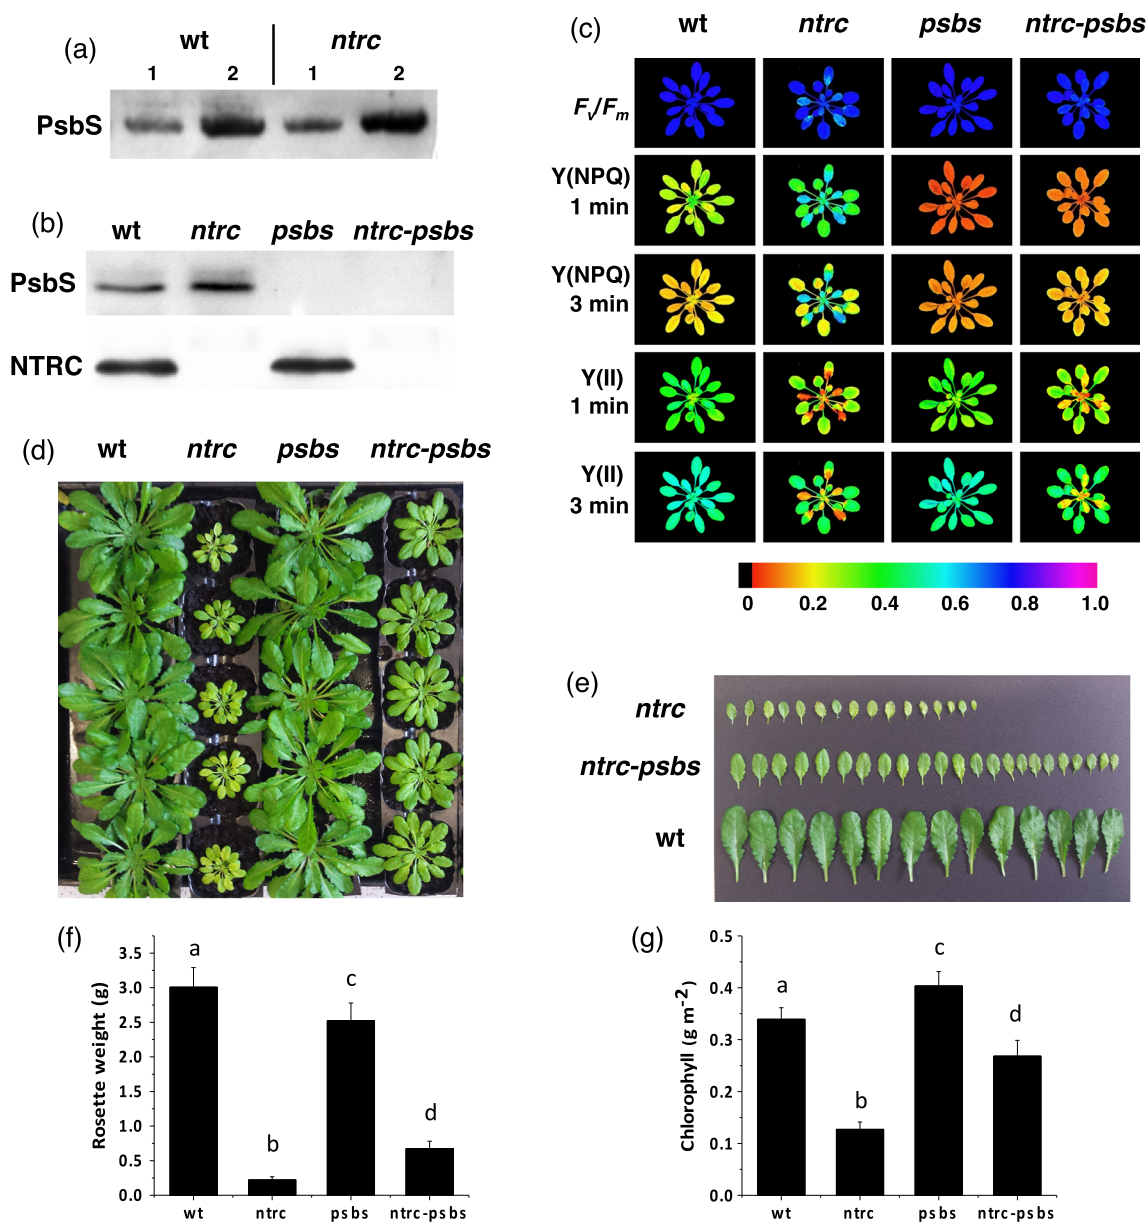 (a)
wt ntrc
1 2 1 2
PsbS
(b)
wt ntrc psbs ntrc-psbs
PsbS
NTRC
(c)
wt ntrc psbs ntrc-psbs
Fv/Fm
Y(NPQ)
1 min
Y(NPQ)
3 min
Y(II)
1 min
Y(II)
3 min
0 0.2 0.4 0.6 0.8 1.0
(d)
wt ntrc psbs ntrc-psbs
(e)
ntrc
ntrc-psbs
wt
(f)
Rosette weight (g)
3.5
3.0
2.5
2.0
1.5
1.0
0.5
0.0
a
b
c
d
wt ntrc psbs ntrc-psbs
(g)
Chlorophyll (g m⁻²)
0.5
0.4
0.3
0.2
0.1
0.0
a
b
c
d
wt ntrc psbs ntrc-psbs